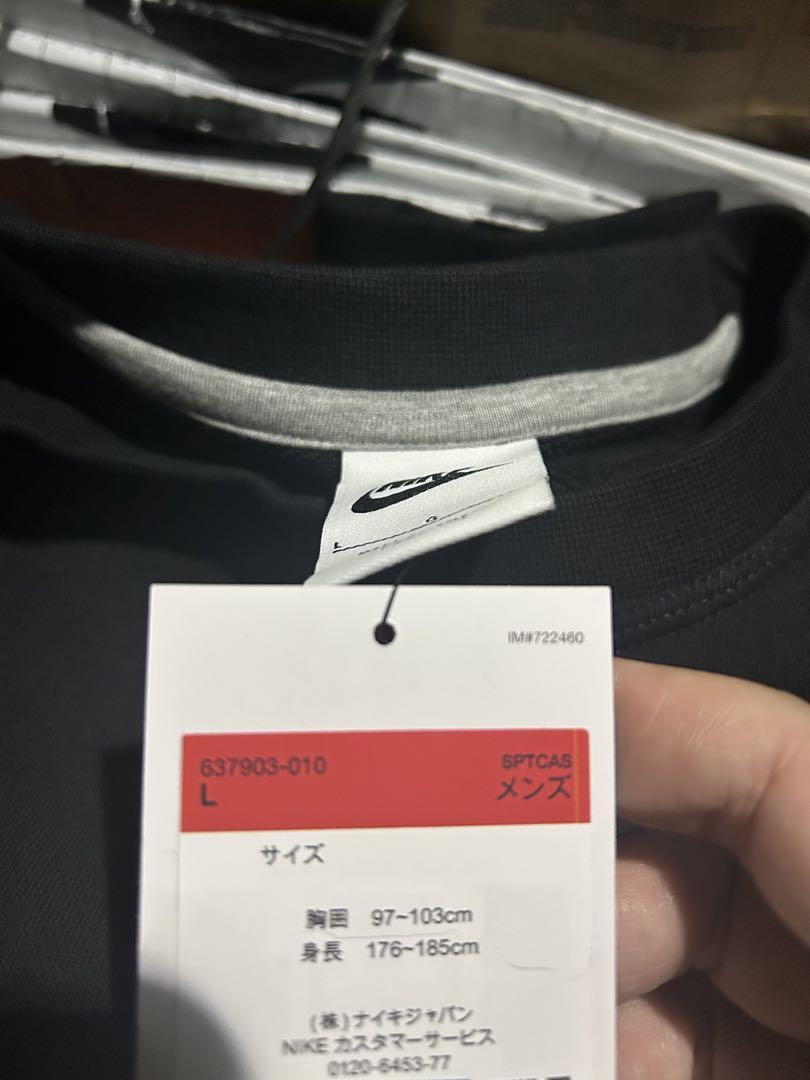 NIKE
L G
IM#722460
637903-010
SPTCAS
L
メンズ
サイズ
胸囲 97~103cm
身長 176~185cm
(株)ナイキジャパン
NIKE カスタマーサービス
0120-6453-77